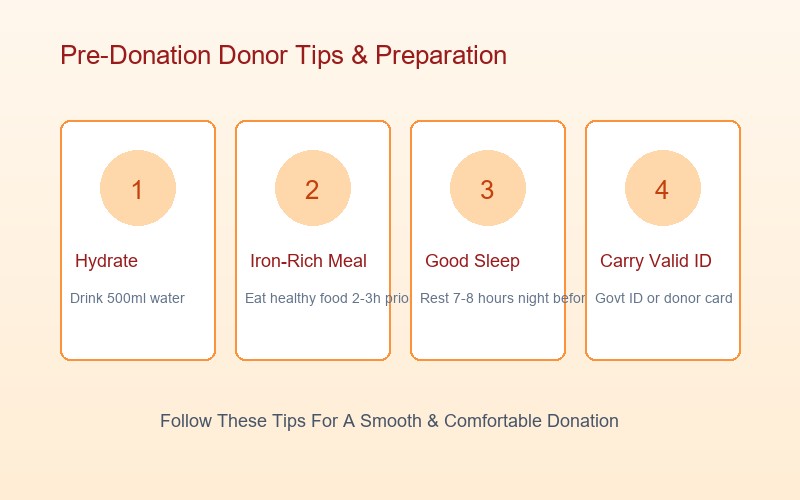 Pre-Donation Donor Tips & Preparation
1
2
3
4
Hydrate
Iron-Rich Meal
Good Sleep
Carry Valid ID
Drink 500ml water
Eat healthy food 2-3h prio
Rest 7-8 hours night befor
Govt ID or donor card
Follow These Tips For A Smooth & Comfortable Donation